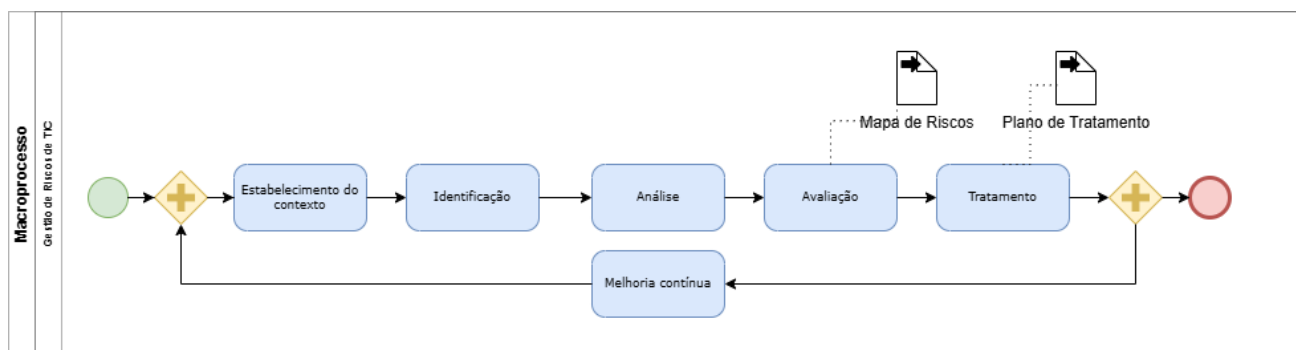 Macroprocesso
Gestão de Riscos de TIC
Mapa de Riscos
Plano de Tratamento
Estabelecimento do
contexto
Identificação
Análise
Avaliação
Tratamento
Melhoria contínua